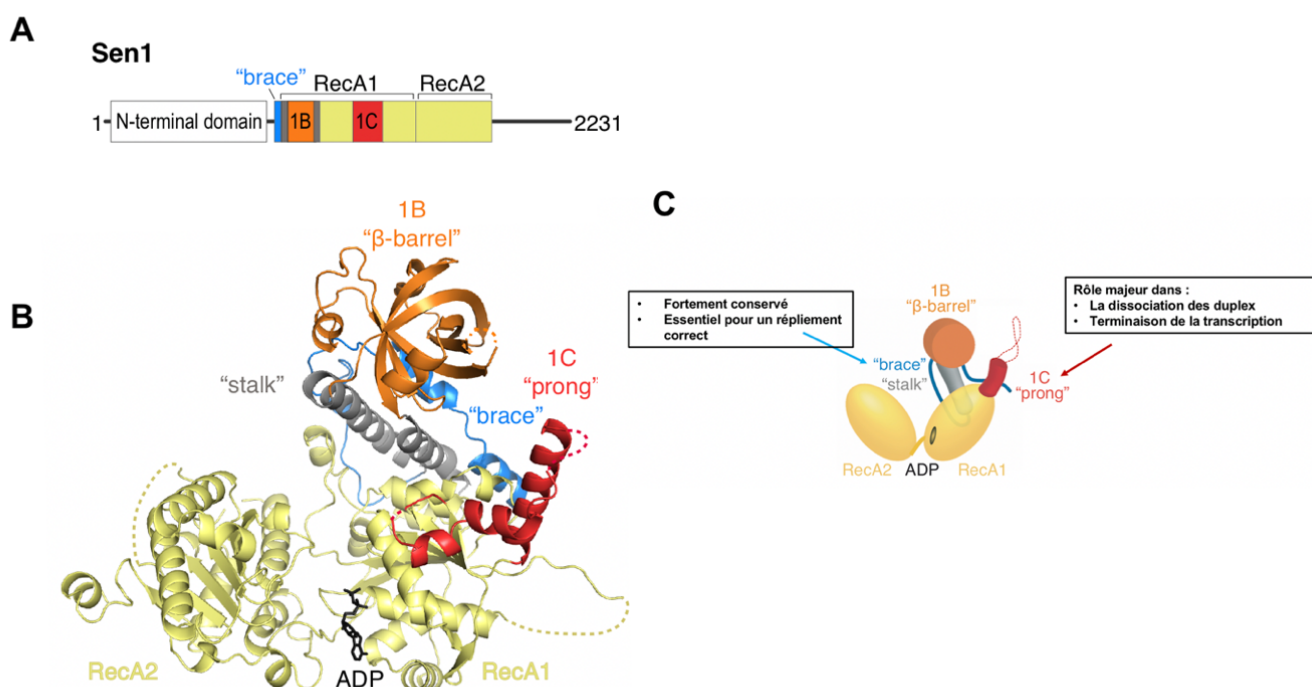 A
Sen1
“brace” RecA1 RecA2
1 N-terminal domain 1B 1C 2231
B
1B
“β-barrel”
1C
“prong”
“stalk”
“brace”
RecA2
ADP
RecA1
C
• Fortement conservé
• Essentiel pour un répliement
correct
1B
“β-barrel”
Rôle majeur dans :
• La dissociation des duplex
• Terminaison de la transcription
“brace”
“stalk”
1C
“prong”
RecA2 ADP RecA1